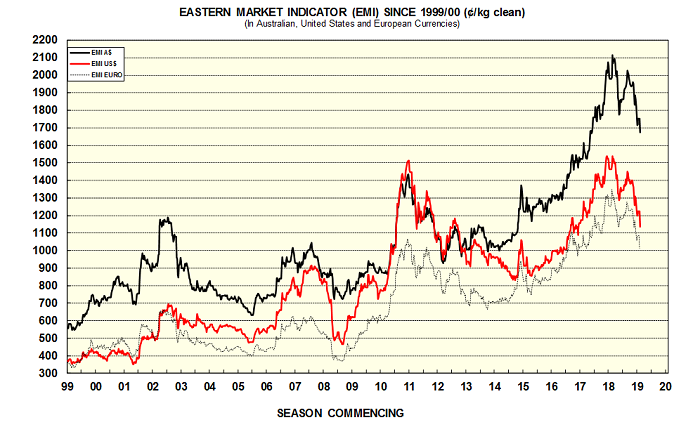 EASTERN MARKET INDICATOR (EMI) SINCE 1999/00 (¢/kg clean)
(In Australian, United States and European Currencies)
2200
2100
2000
1900
1800
1700
1600
1500
1400
1300
1200
1100
1000
900
800
700
600
500
400
300
EMI A$
EMI US$
EMI EURO
99 00 01 02 03 04 05 06 07 08 09 10 11 12 13 14 15 16 17 18 19 20
SEASON COMMENCING